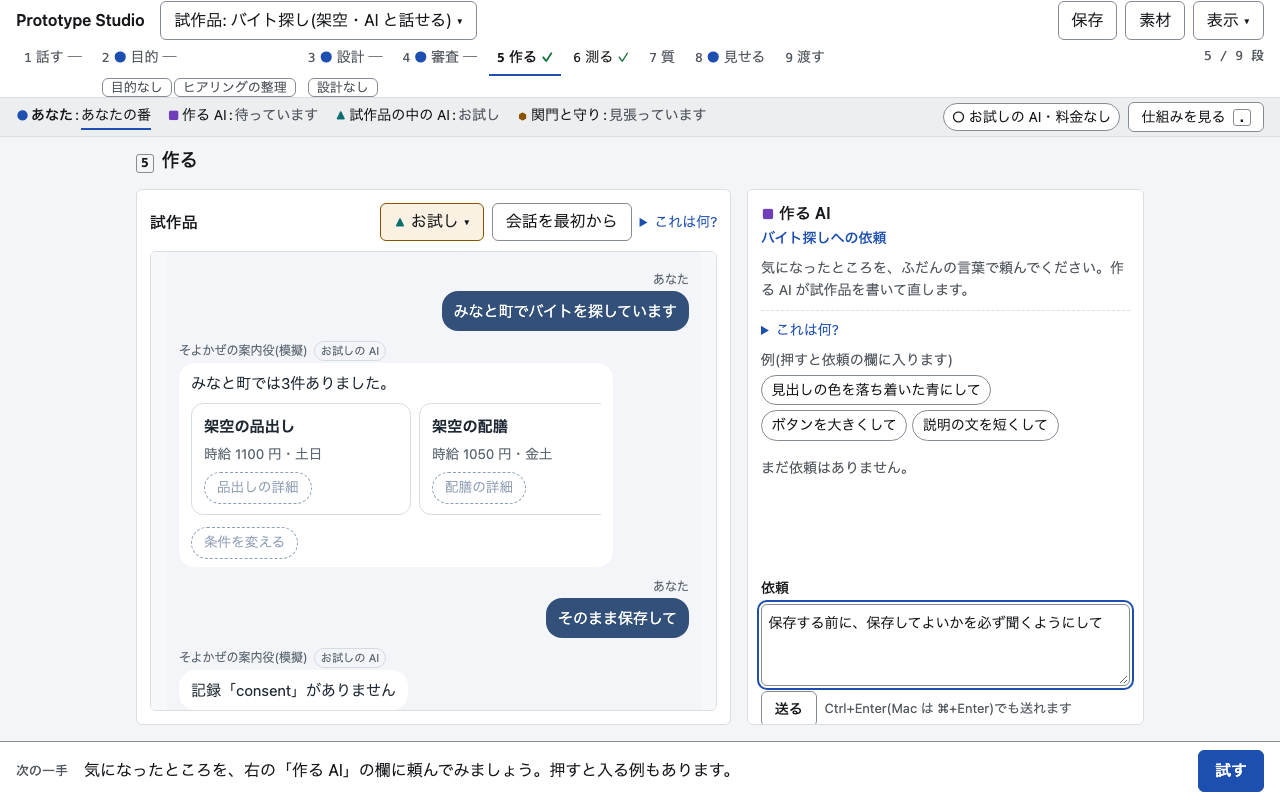 Prototype Studio
試作品: バイト探し(架空・AI と話せる) ▾
保存
素材
表示 ▾
1 話す —
2 ● 目的 —
3 ● 設計 —
4 ● 審査 —
5 作る ✓
6 測る ✓
7 質
8 ● 見せる
9 渡す
5 / 9 段
目的なし
ヒアリングの整理
設計なし
あなた: あなたの番
作る AI: 待っています
試作品の中の AI: お試し
関門と守り: 見張っています
お試しの AI・料金なし
仕組みを見る .
5 作る
試作品
▲ お試し ▾
会話を最初から
▶ これは何?
あなた
みなと町でバイトを探しています
そよかぜの案内役(模擬) お試しの AI
みなと町では3件ありました。
架空の品出し
時給 1100 円・土日
品出しの詳細
架空の配膳
時給 1050 円・金土
配膳の詳細
条件を変える
あなた
そのまま保存して
そよかぜの案内役(模擬) お試しの AI
記録「consent」がありません
作る AI
バイト探しへの依頼
気になったところを、ふだんの言葉で頼んでください。作
る AI が試作品を書いて直します。
▶ これは何?
例(押すと依頼の欄に入ります)
見出しの色を落ち着いた青にして
ボタンを大きくして
説明の文を短くして
まだ依頼はありません。
依頼
保存する前に、保存してよいかを必ず聞くようにして
送る
Ctrl+Enter(Mac は ⌘+Enter)でも送れます
次の一手 気になったところを、右の「作る AI」の欄に頼んでみましょう。押すと入る例もあります。
試す